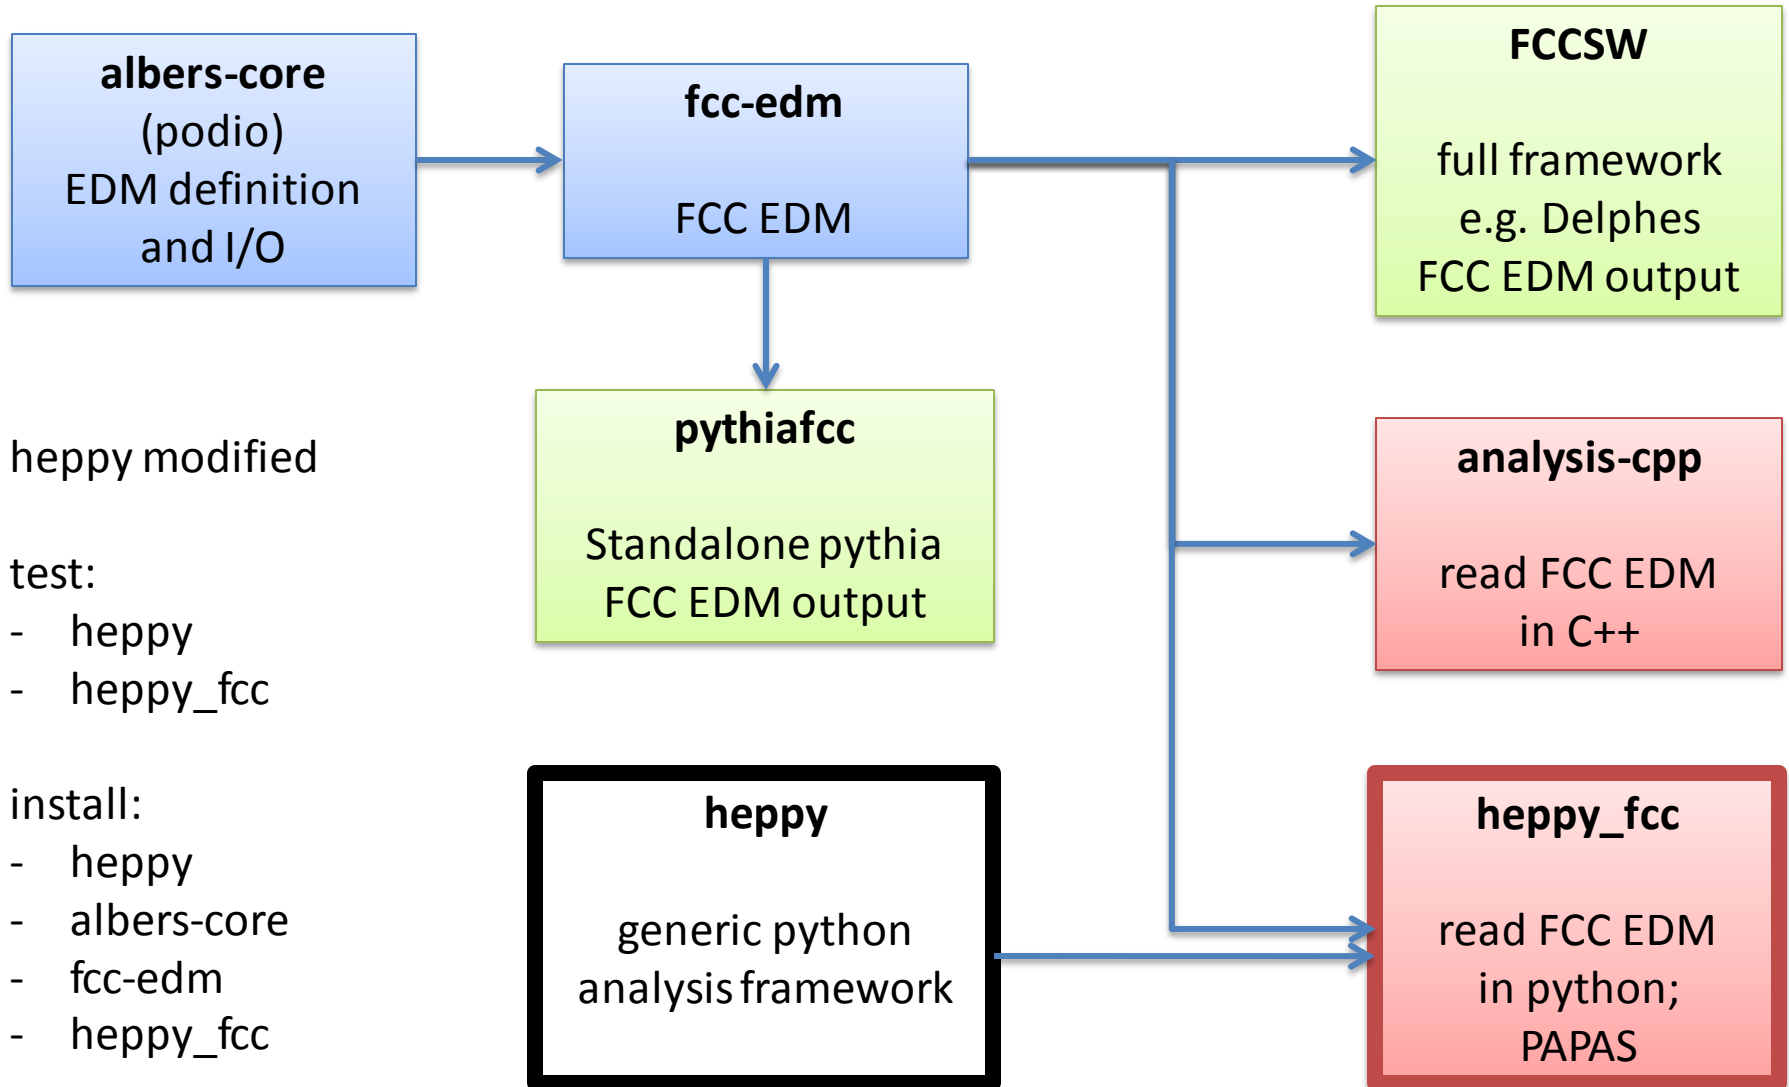 albers-core
(podio)
EDM definition
and I/O
fcc-edm
FCC EDM
FCCSW
full framework
e.g. Delphes
FCC EDM output
pythiafcc
Standalone pythia
FCC EDM output
analysis-cpp
read FCC EDM
in C++
heppy modified
test:
- heppy
- heppy_fcc
install:
- heppy
- albers-core
- fcc-edm
- heppy_fcc
heppy
generic python
analysis framework
heppy_fcc
read FCC EDM
in python;
PAPAS